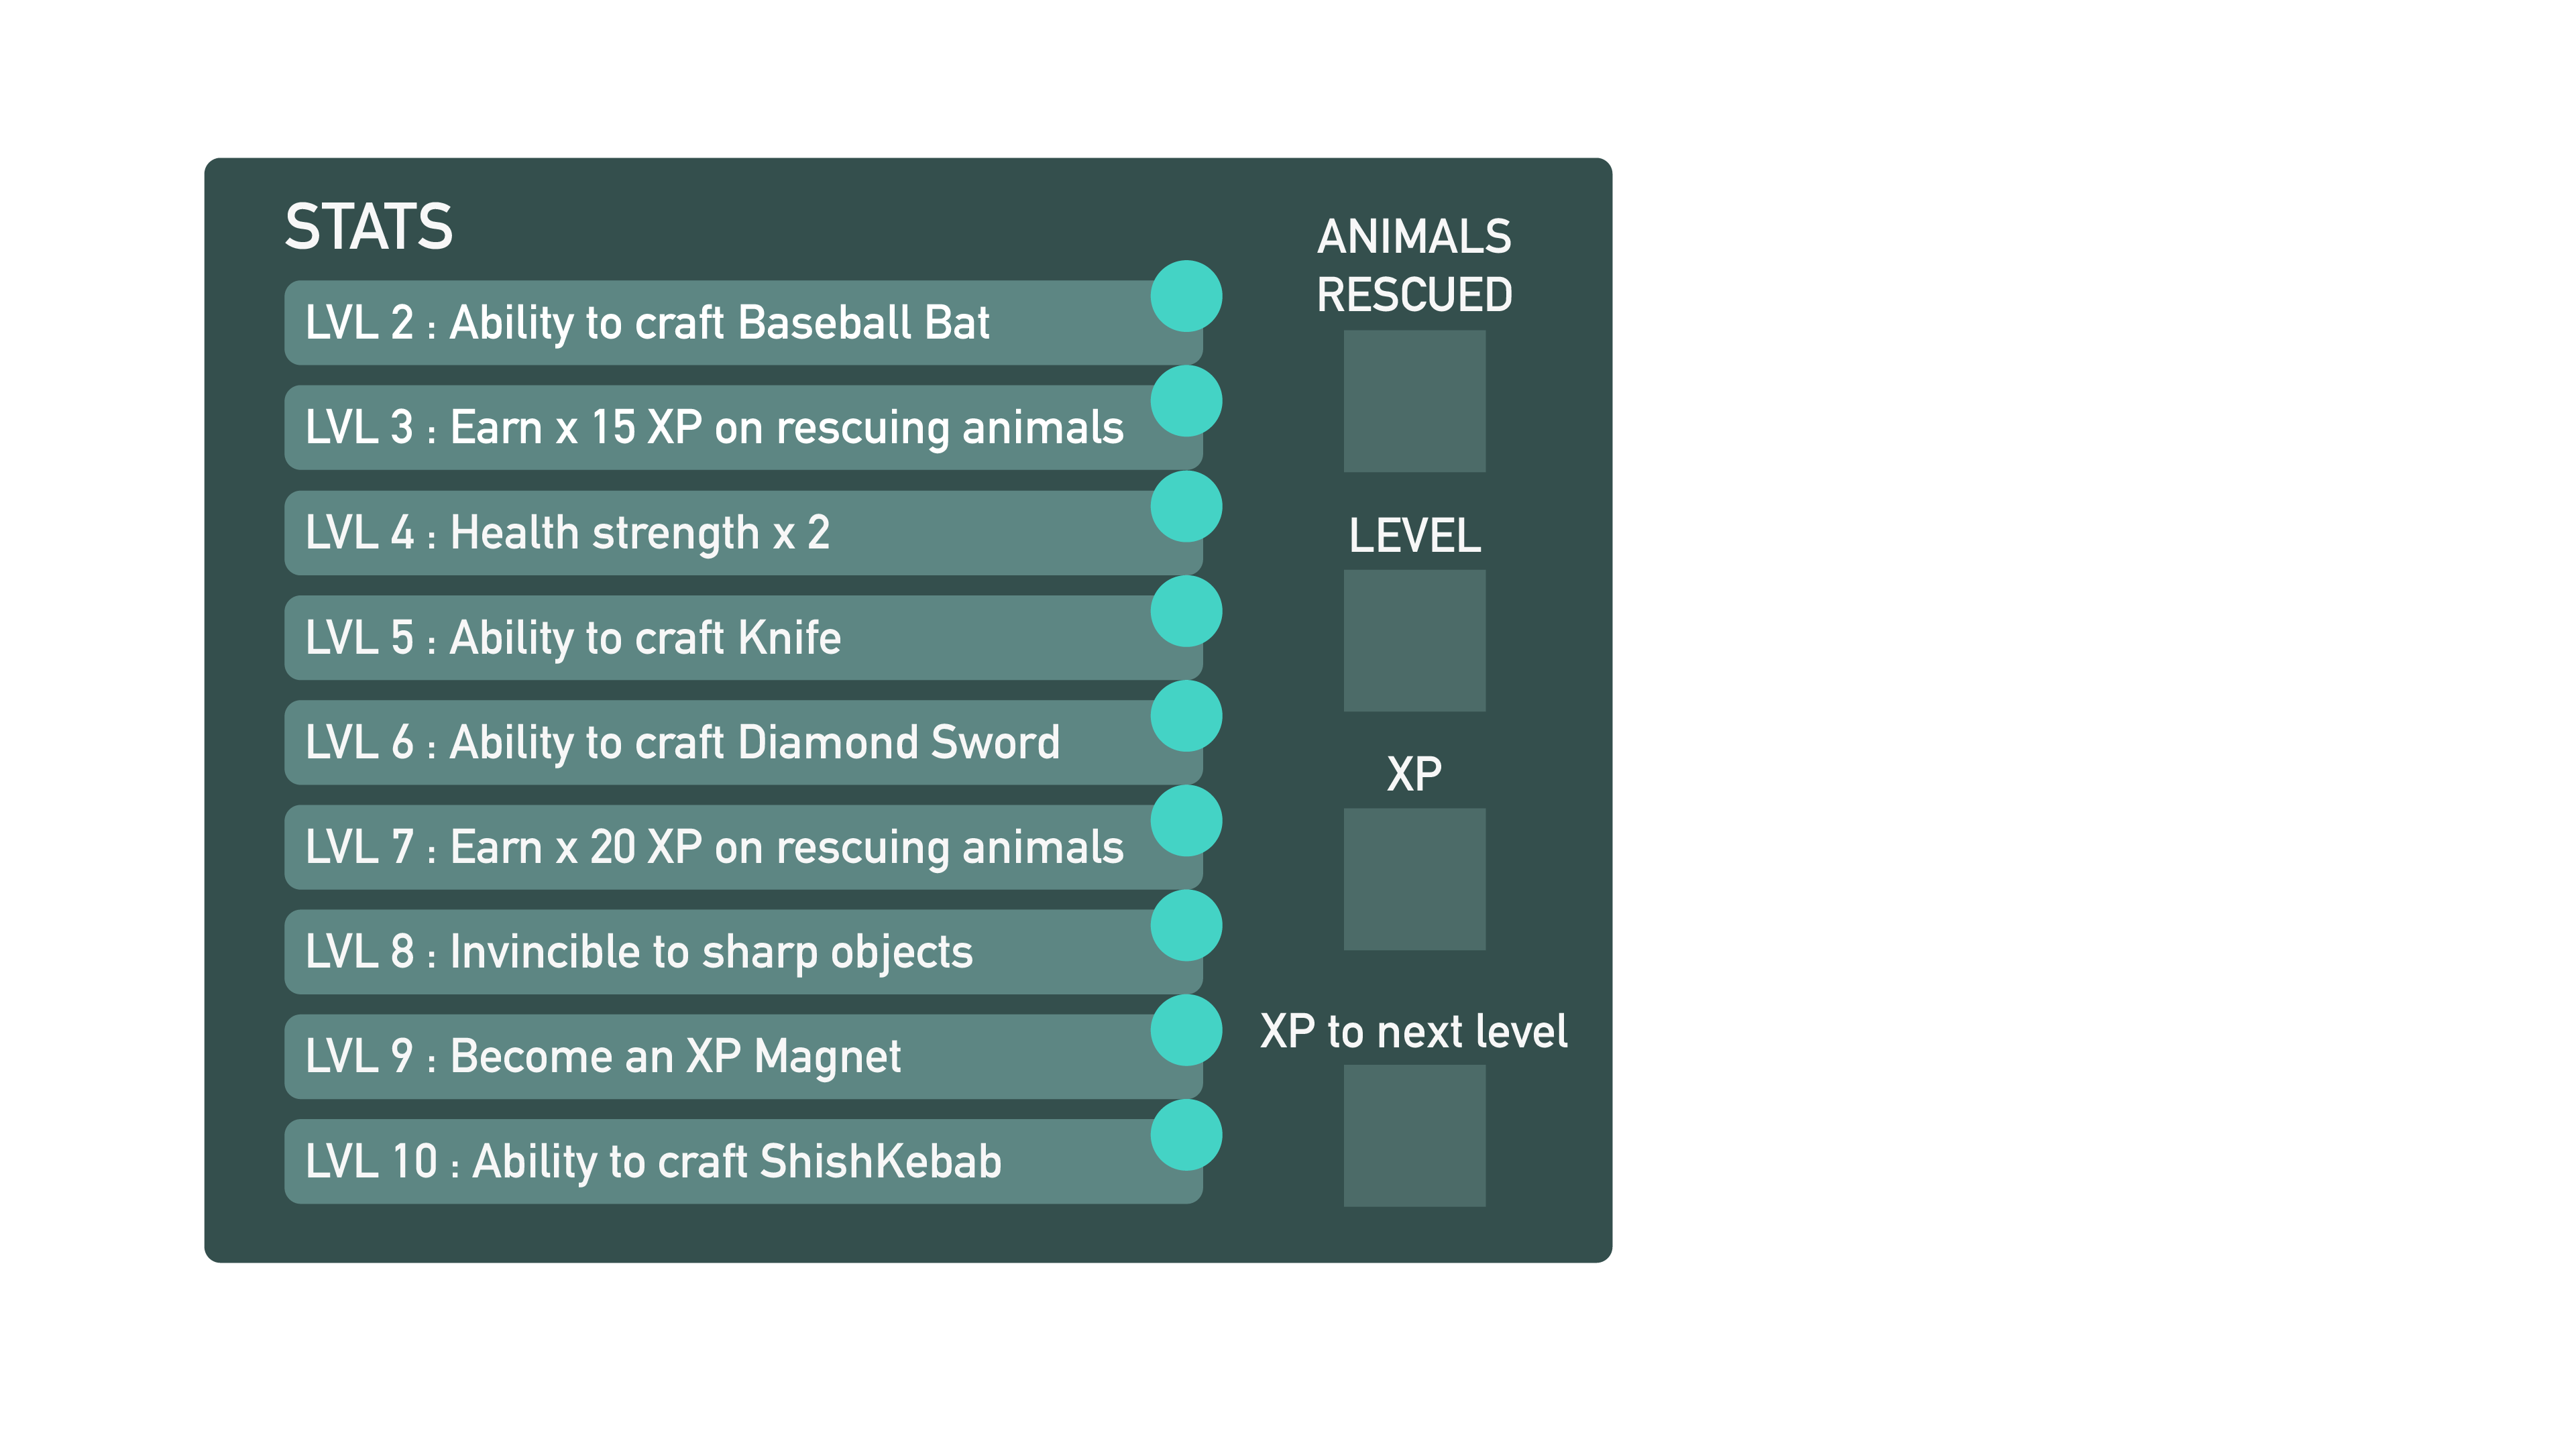 STATS
LVL 2 : Ability to craft Baseball Bat
LVL 3 : Earn x 15 XP on rescuing animals
LVL 4 : Health strength x 2
LVL 5 : Ability to craft Knife
LVL 6 : Ability to craft Diamond Sword
LVL 7 : Earn x 20 XP on rescuing animals
LVL 8 : Invincible to sharp objects
LVL 9 : Become an XP Magnet
LVL 10 : Ability to craft ShishKebab
ANIMALS
RESCUED
LEVEL
XP
XP to next level